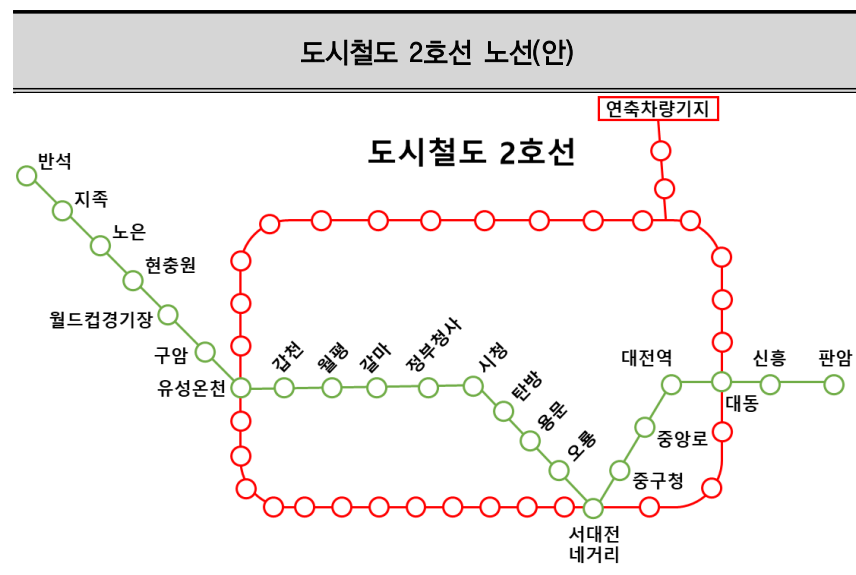 도시철도 2호선 노선(안)
연축차량기지
도시철도 2호선
반석
지족
노은
현충원
월드컵경기장
구암
유성온천
갑천
월평
갈마
정부청사
시청
탄방
용문
오룡
서대전
네거리
중구청
중앙로
대전역
대동
신흥
판암